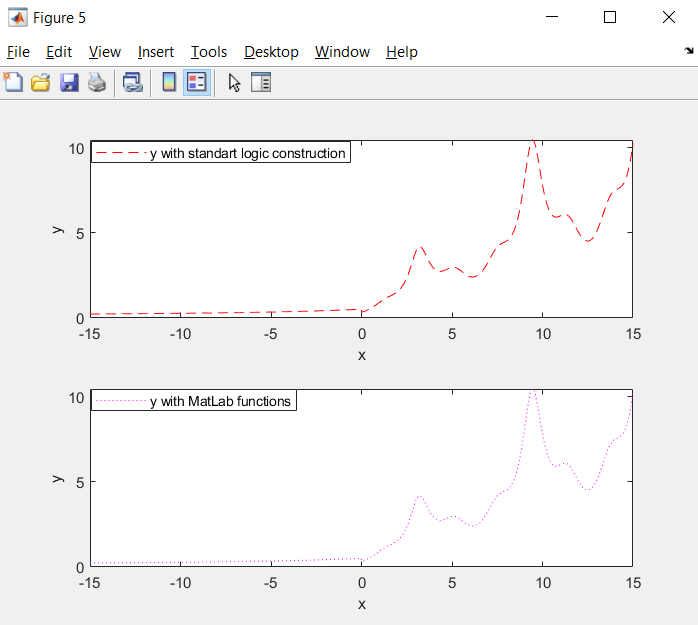 Figure 5
File Edit View Insert Tools Desktop Window Help
y with standart logic construction
10
5
0
y
-15 -10 -5 0 5 10 15
x
y with MatLab functions
10
5
0
y
-15 -10 -5 0 5 10 15
x